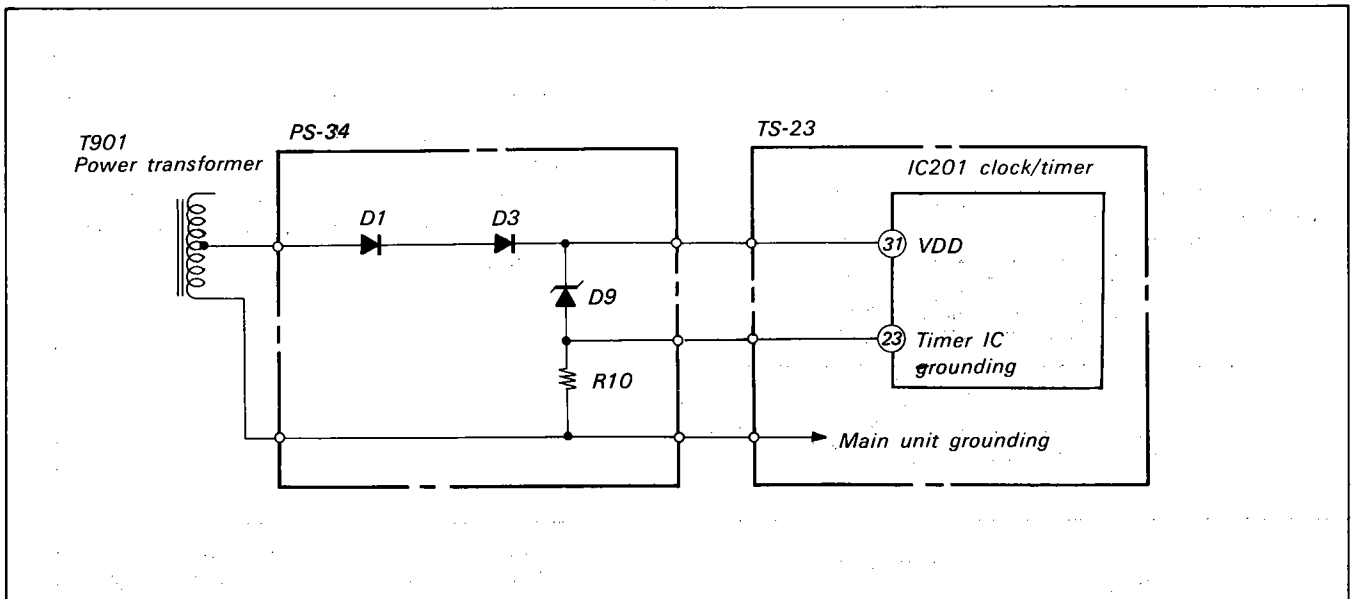 T901
Power transformer
PS-34
D1
D3
D9
R10
TS-23
IC201 clock/timer
31 VDD
23 Timer IC
grounding
Main unit grounding